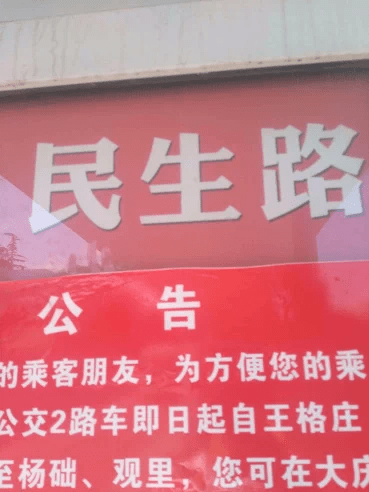 民生路
公告
的乘客朋友，为方便您的乘
公交2路车即日起自王格庄
至杨础、观里，您可在大庆